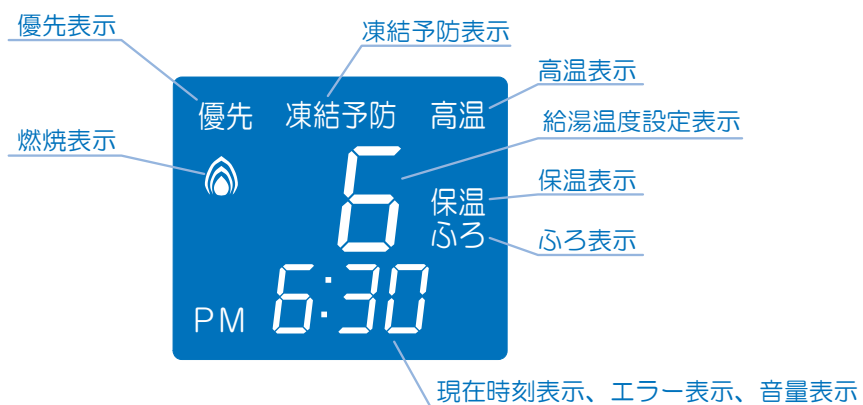 優先表示
凍結予防表示
高温表示
優先 凍結予防 高温
給湯温度設定表示
燃焼表示
6
保温表示
保温
ふろ
ふろ表示
PM 6:30
現在時刻表示、エラー表示、音量表示